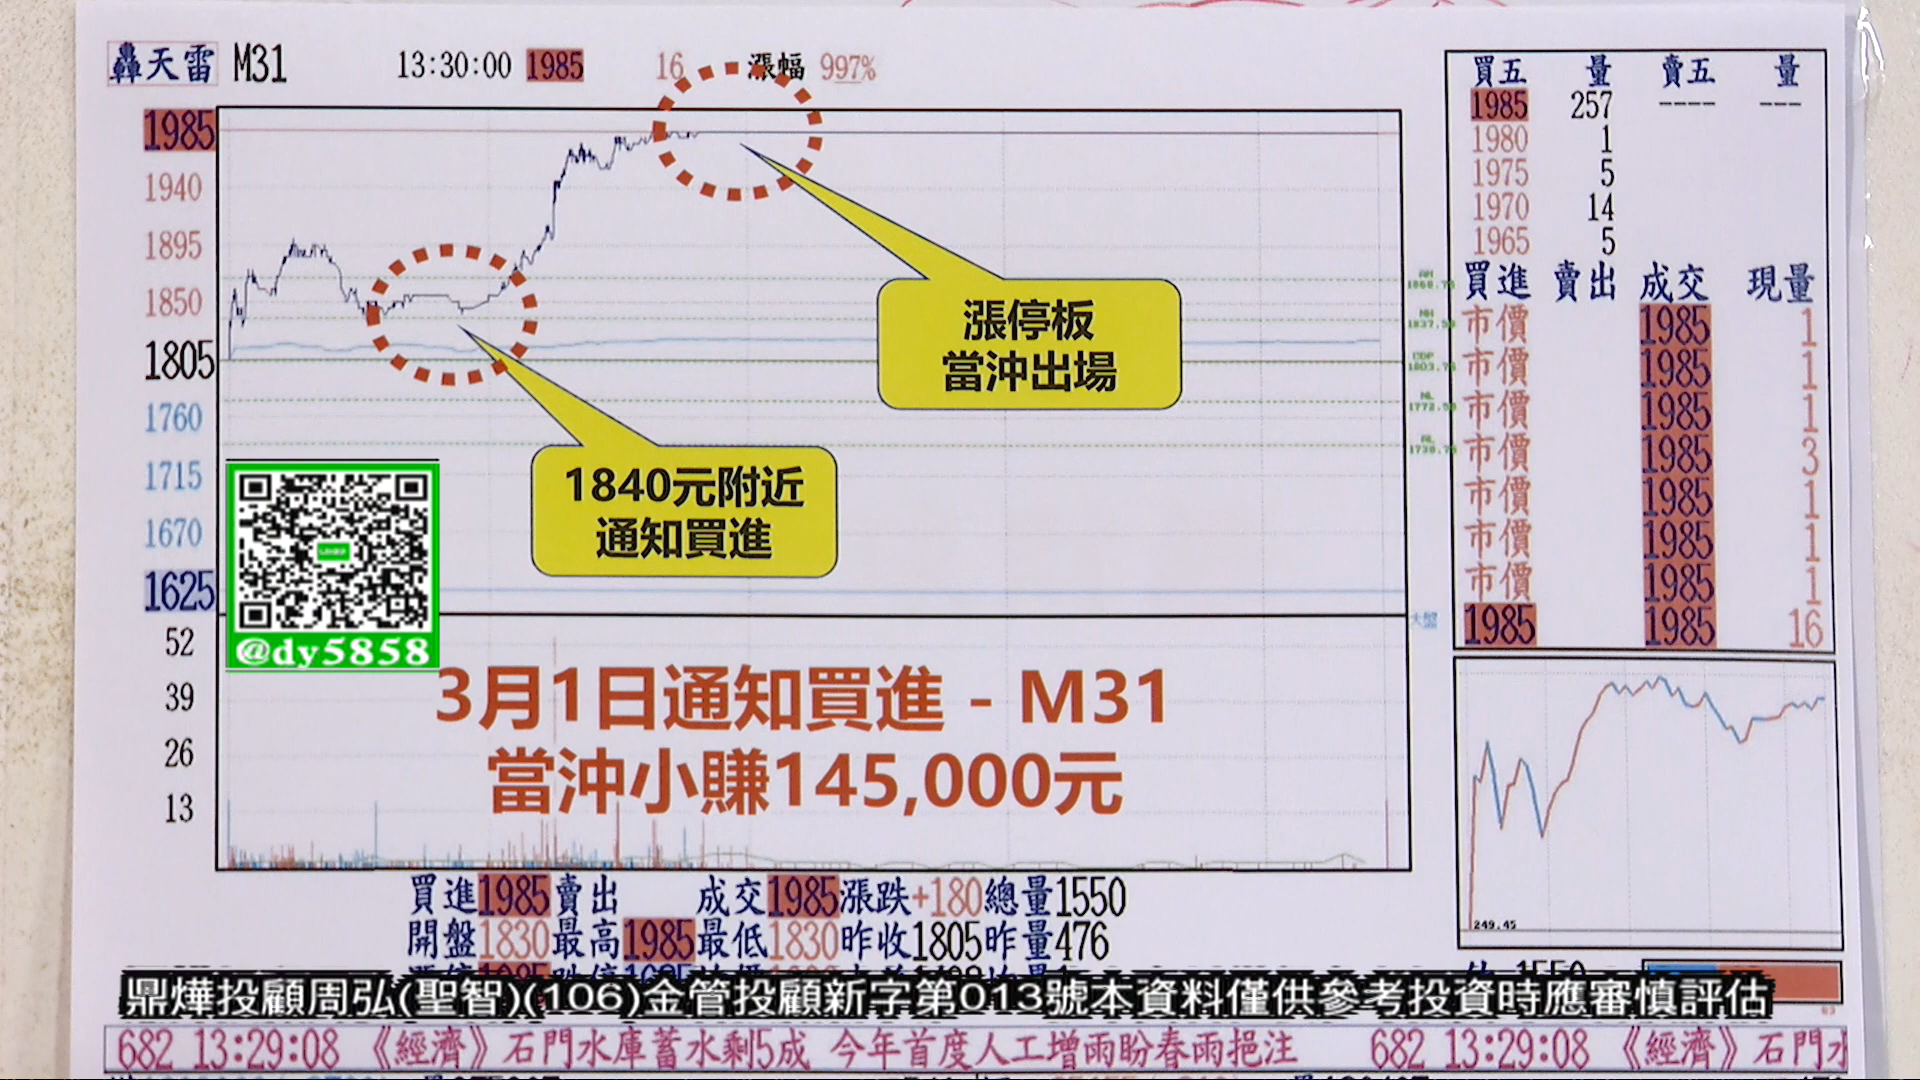 轟天雷 M31 13:30:00 1985 16 漲幅 997%
1985
1940
1895
1850
1805
1760
1715
1670
1625
52
39
26
13
漲停板
當沖出場
1840元附近
通知買進
@dy5858
3月1日通知買進 - M31
當沖小賺145,000元
買五 量 賣五 量
1985 257 ---- ---
1980 1
1975 5
1970 14
1965 5
買進 賣出 成交 現量
市價 1985 1
市價 1985 1
市價 1985 1
市價 1985 3
市價 1985 1
市價 1985 1
市價 1985 1
1985 1985 16
大盤
249.45
買進1985賣出 成交1985漲跌+180總量1550
開盤1830最高1985最低1830昨收1805昨量476
鼎燁投顧周弘(聖智)(106)金管投顧新字第013號本資料僅供參考投資時應審慎評估
682 13:29:08 《經濟》石門水庫蓄水剩5成 今年首度人工增雨盼春雨挹注 682 13:29:08 《經濟》石門水